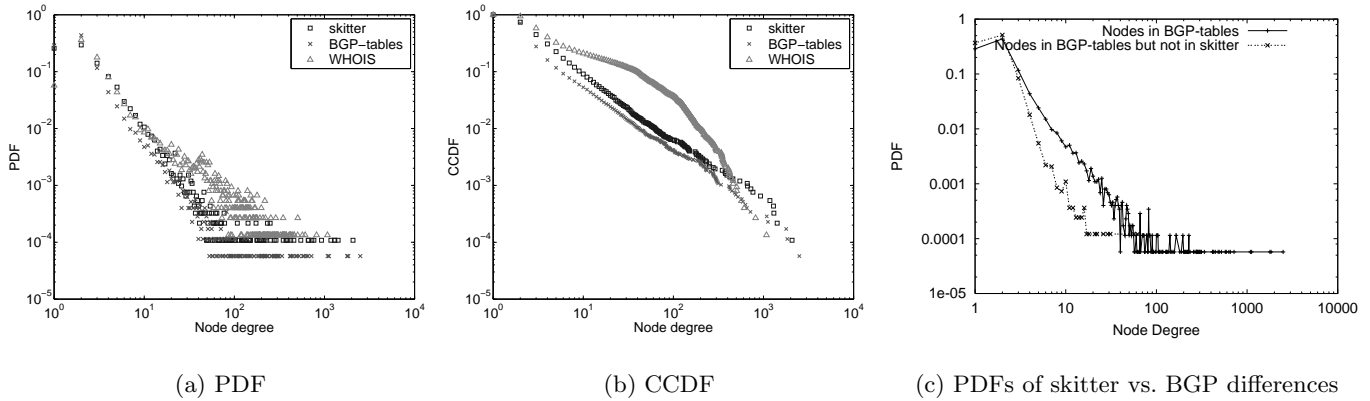 10^0
10^-1
10^-2
10^-3
10^-4
10^-5
PDF
10^0 10^1 10^2 10^3 10^4
Node degree
skitter
BGP-tables
WHOIS
(a) PDF
10^0
10^-1
10^-2
10^-3
10^-4
10^-5
CCDF
10^0 10^1 10^2 10^3 10^4
Node degree
skitter
BGP-tables
WHOIS
(b) CCDF
1
0.1
0.01
0.001
0.0001
1e-05
PDF
1 10 100 1000 10000
Node Degree
Nodes in BGP-tables
Nodes in BGP-tables but not in skitter
(c) PDFs of skitter vs. BGP differences